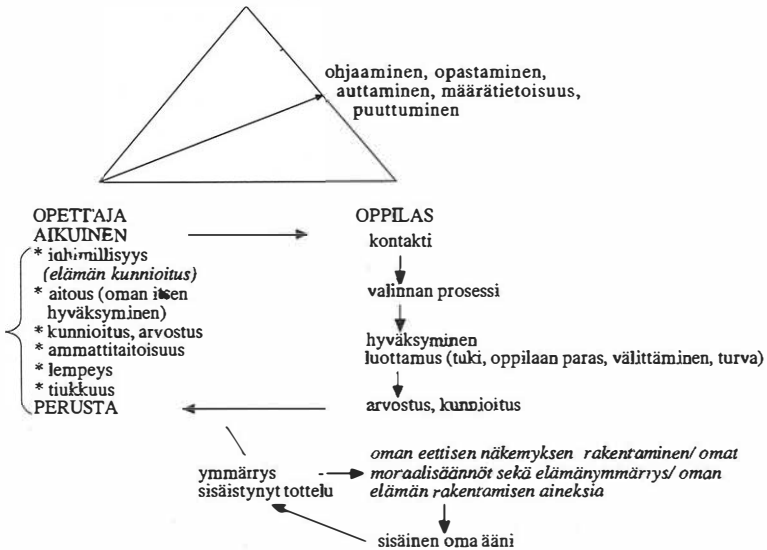 ohjaaminen, opastaminen,
auttaminen, määrätietoisuus,
puuttuminen
OPETTAJA
AIKUINEN
* inhimillisyys
(elämän kunnioitus)
* aitous (oman itsen
hyväksyminen)
* kunnioitus, arvostus
* ammattitaitoisuus
* lempeys
* tiukkuus
PERUSTA
OPPILAS
kontakti
valinnan prosessi
hyväksyminen
luottamus (tuki, oppilaan paras, välittäminen, turva)
arvostus, kunnioitus
ymmärrys
sisäistynyt tottelu
oman eettisen näkemyksen rakentaminen/ omat
moraalisäännöt sekä elämänymmärrys/ oman
elämän rakentamisen aineksia
sisäinen oma ääni